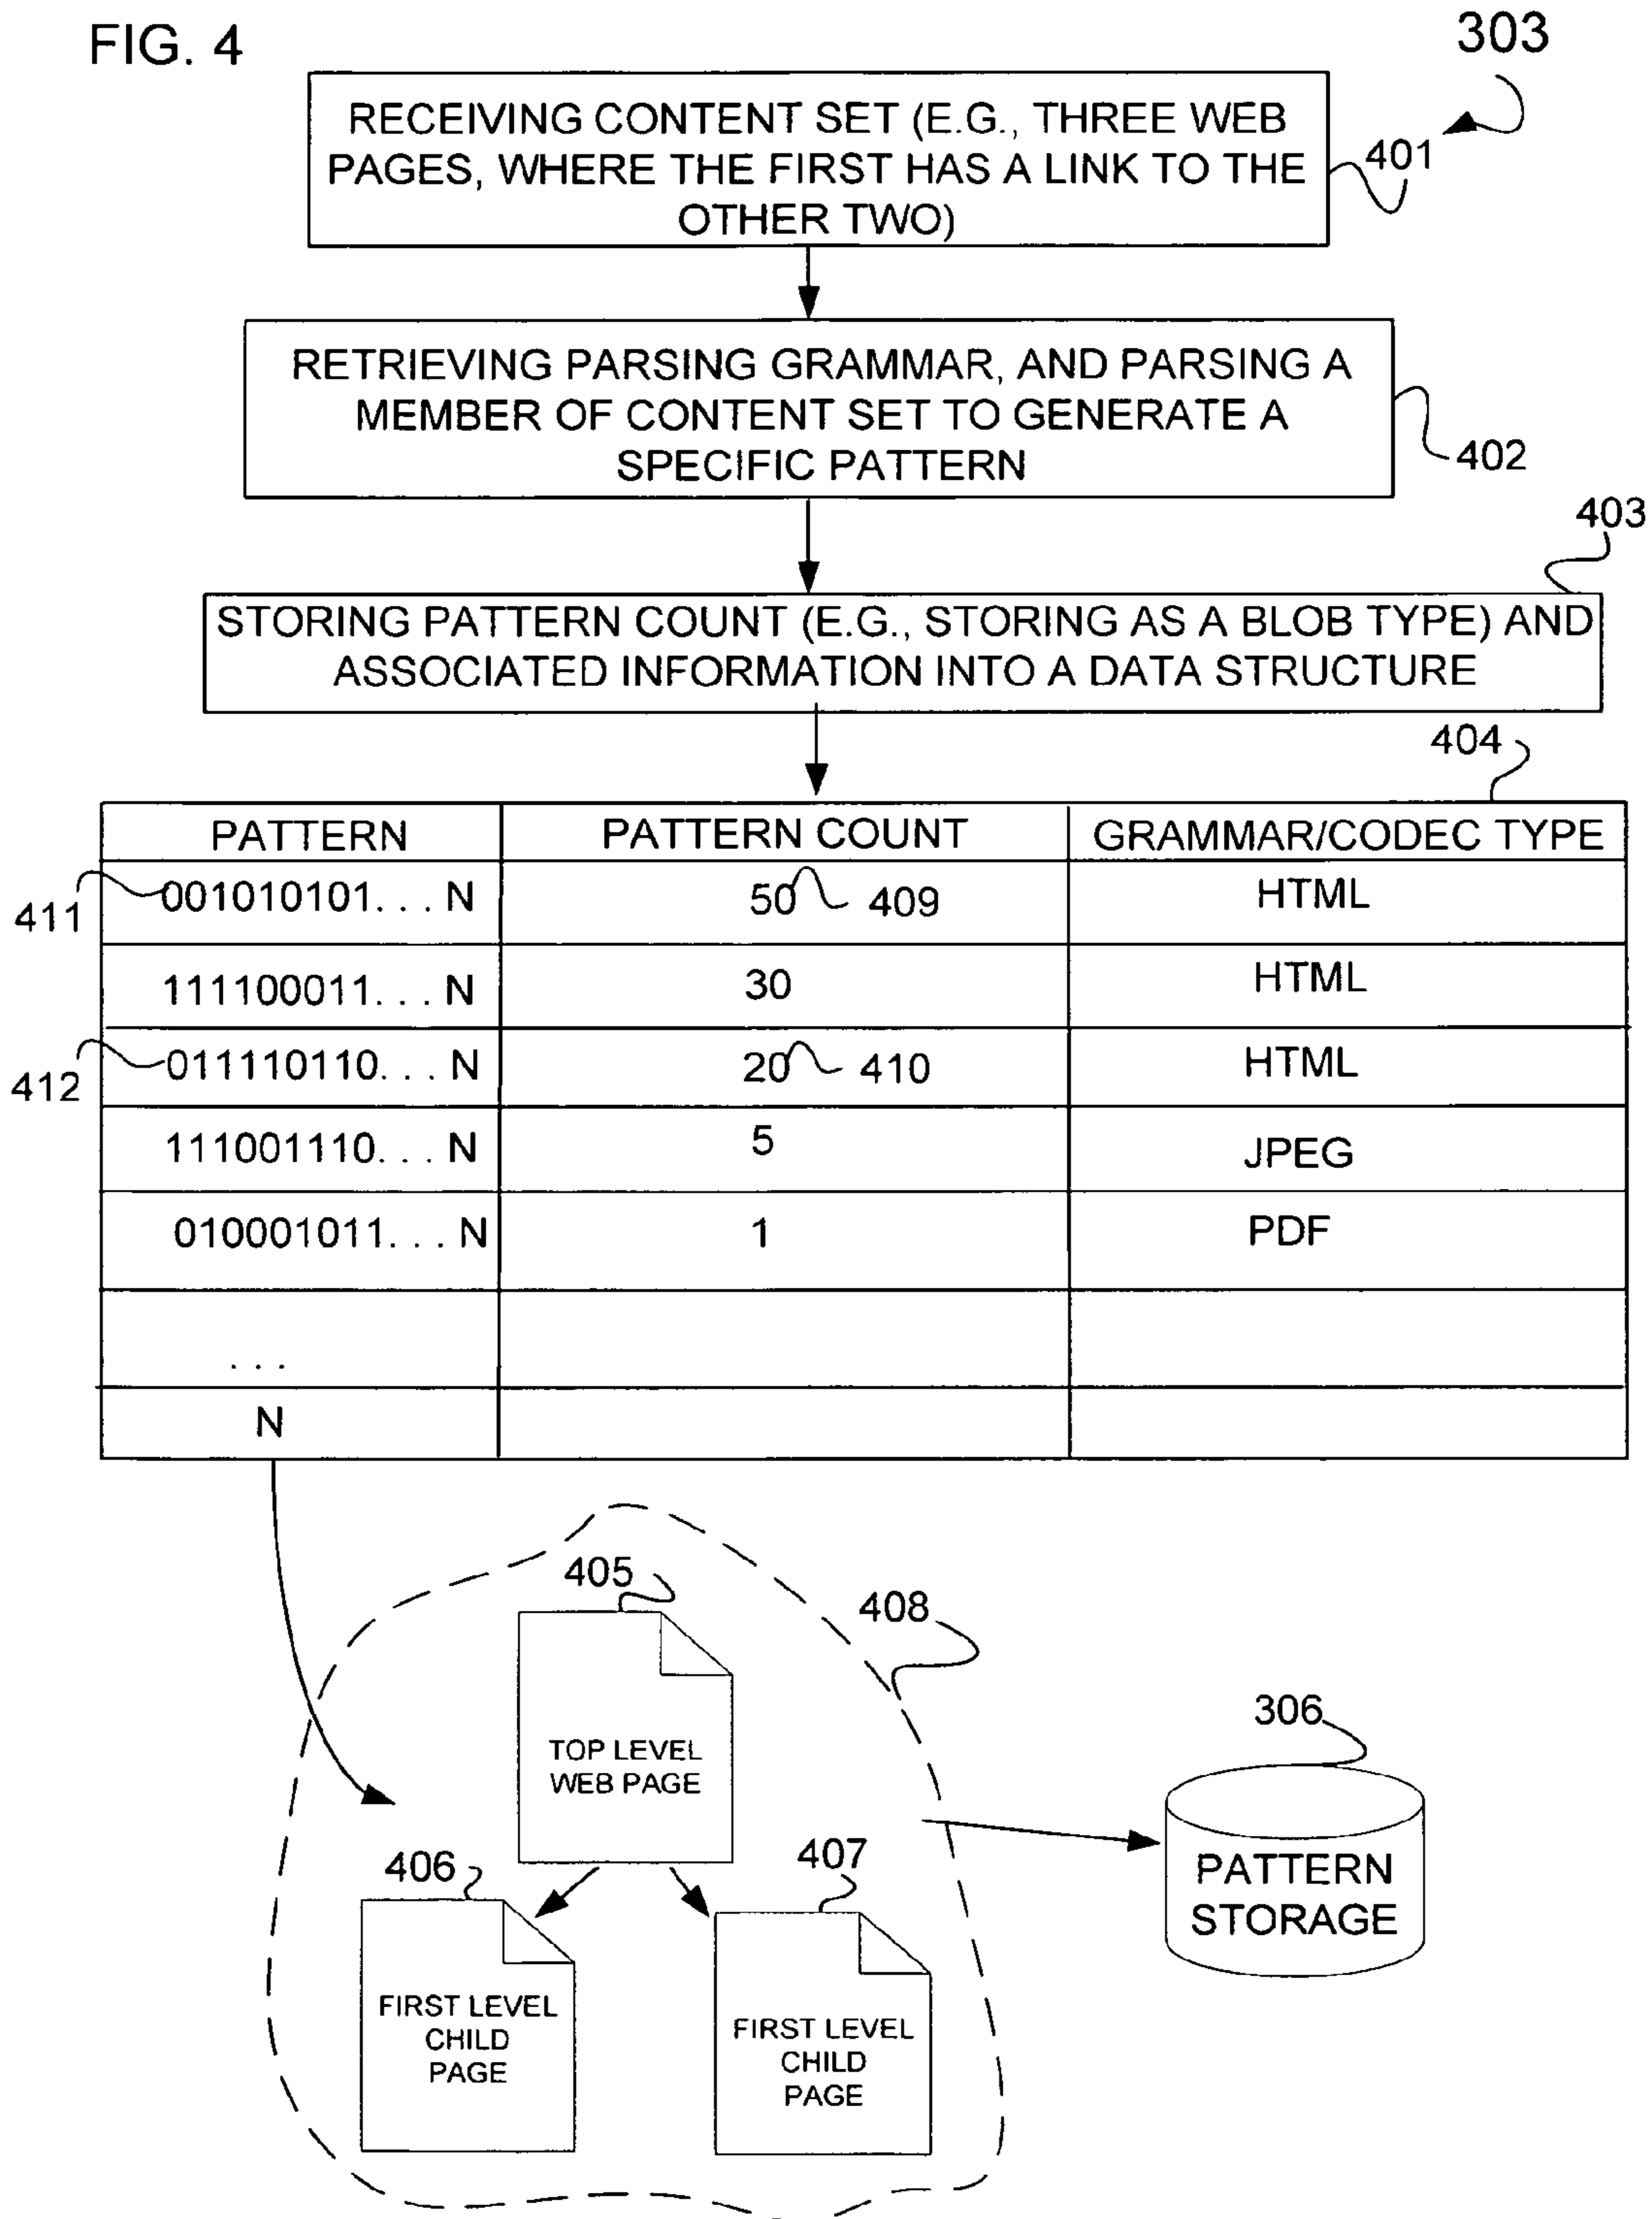 FIG. 4
303
RECEIVING CONTENT SET (E.G., THREE WEB
PAGES, WHERE THE FIRST HAS A LINK TO THE
OTHER TWO)
401
RETRIEVING PARSING GRAMMAR, AND PARSING A
MEMBER OF CONTENT SET TO GENERATE A
SPECIFIC PATTERN
402
403
STORING PATTERN COUNT (E.G., STORING AS A BLOB TYPE) AND
ASSOCIATED INFORMATION INTO A DATA STRUCTURE
404
PATTERN PATTERN COUNT GRAMMAR/CODEC TYPE
411 001010101. . . N 50 409 HTML
111100011. . . N 30 HTML
412 011110110. . . N 20 410 HTML
111001110. . . N 5 JPEG
010001011. . . N 1 PDF
. . .
N
405
408
TOP LEVEL
WEB PAGE
306
PATTERN
STORAGE
406
407
FIRST LEVEL
CHILD
PAGE
FIRST LEVEL
CHILD
PAGE